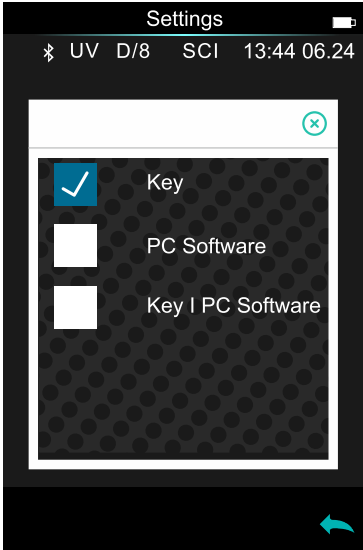 Settings
UV D/8 SCI 13:44 06.24
Key
PC Software
Key I PC Software